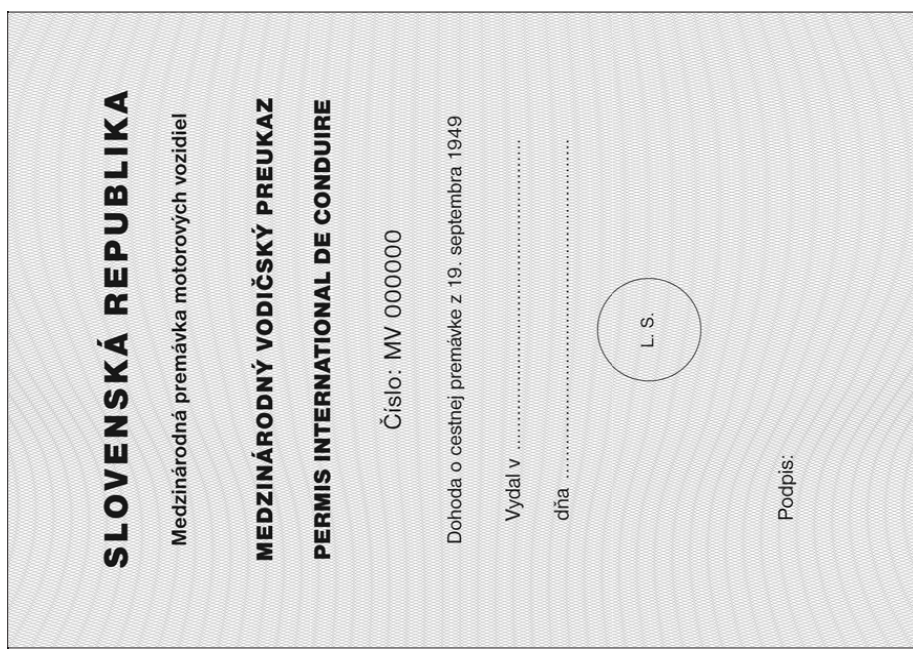 SLOVENSKÁ REPUBLIKA
Medzinárodná premávka motorových vozidiel
MEDZINÁRODNÝ VODIČSKÝ PREUKAZ
PERMIS INTERNATIONAL DE CONDUIRE
Číslo: MV 000000
Dohoda o cestnej premávke z 19. septembra 1949
Vydal v ......................................................
dňa ............................................................
L. S.
Podpis: